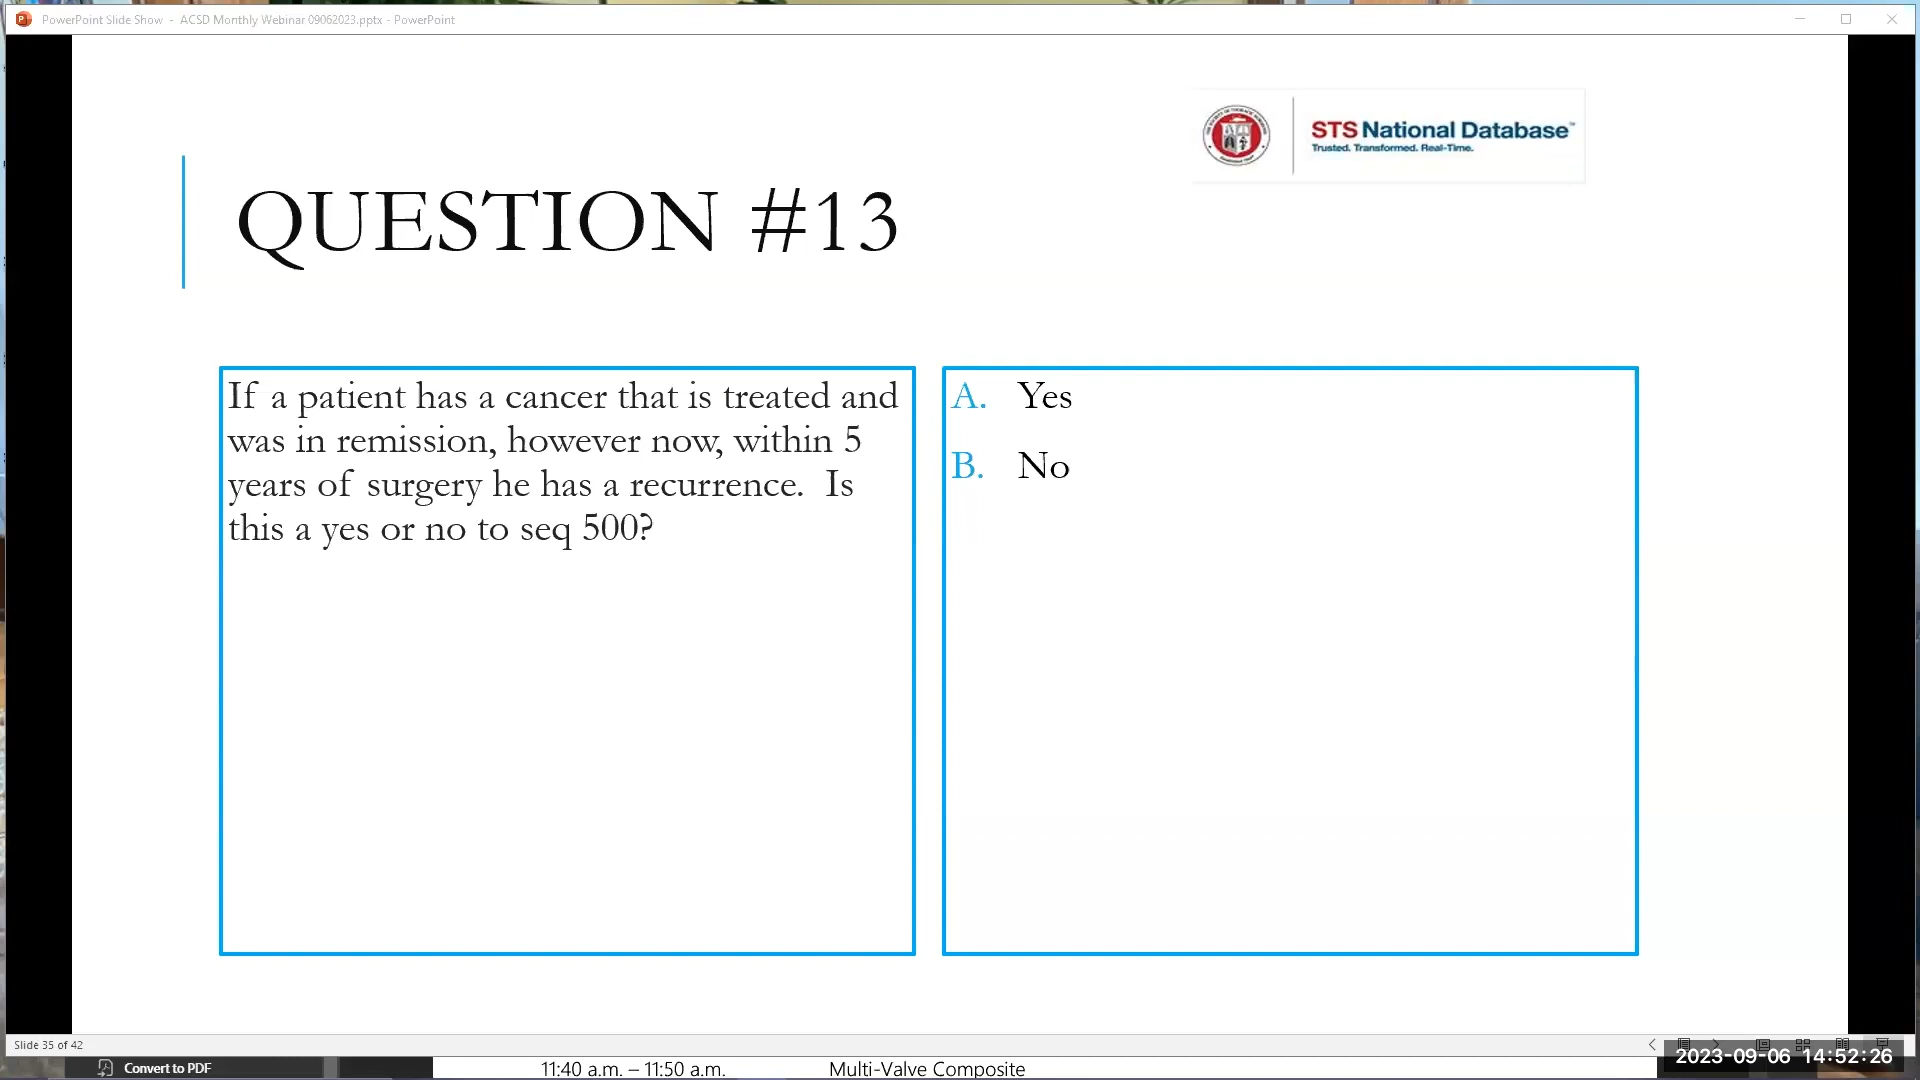 PowerPoint Slide Show - ACSD Monthly Webinar 09062023.pptx - PowerPoint
STS National Database™
Trusted. Transformed. Real-Time.
QUESTION #13
If a patient has a cancer that is treated and
was in remission, however now, within 5
years of surgery he has a recurrence. Is
this a yes or no to seq 500?
A. Yes
B. No
Slide 35 of 42
2023-09-06 14:52:26
Convert to PDF
11:40 a.m. – 11:50 a.m. Multi-Valve Composite